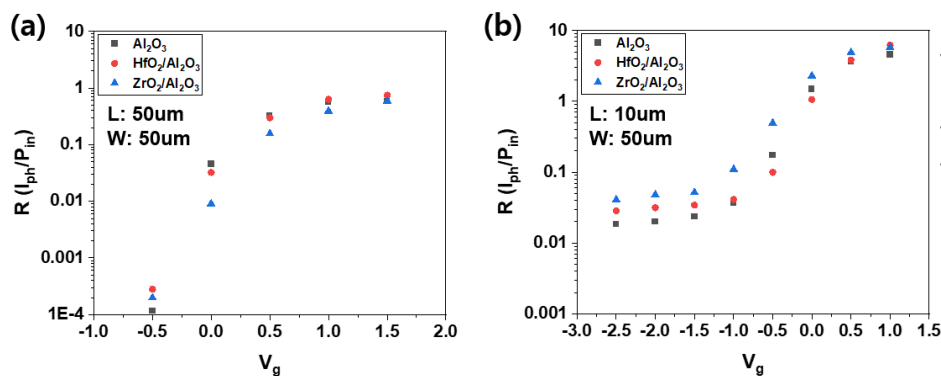 (a)
Al₂O₃
HfO₂/Al₂O₃
ZrO₂/Al₂O₃
L: 50um
W: 50um
R (I_ph/P_in)
10
1
0.1
0.01
0.001
1E-4
-1.0 -0.5 0.0 0.5 1.0 1.5 2.0
V_g
(b)
Al₂O₃
HfO₂/Al₂O₃
ZrO₂/Al₂O₃
L: 10um
W: 50um
R (I_ph/P_in)
10
1
0.1
0.01
0.001
-3.0 -2.5 -2.0 -1.5 -1.0 -0.5 0.0 0.5 1.0 1.5
V_g